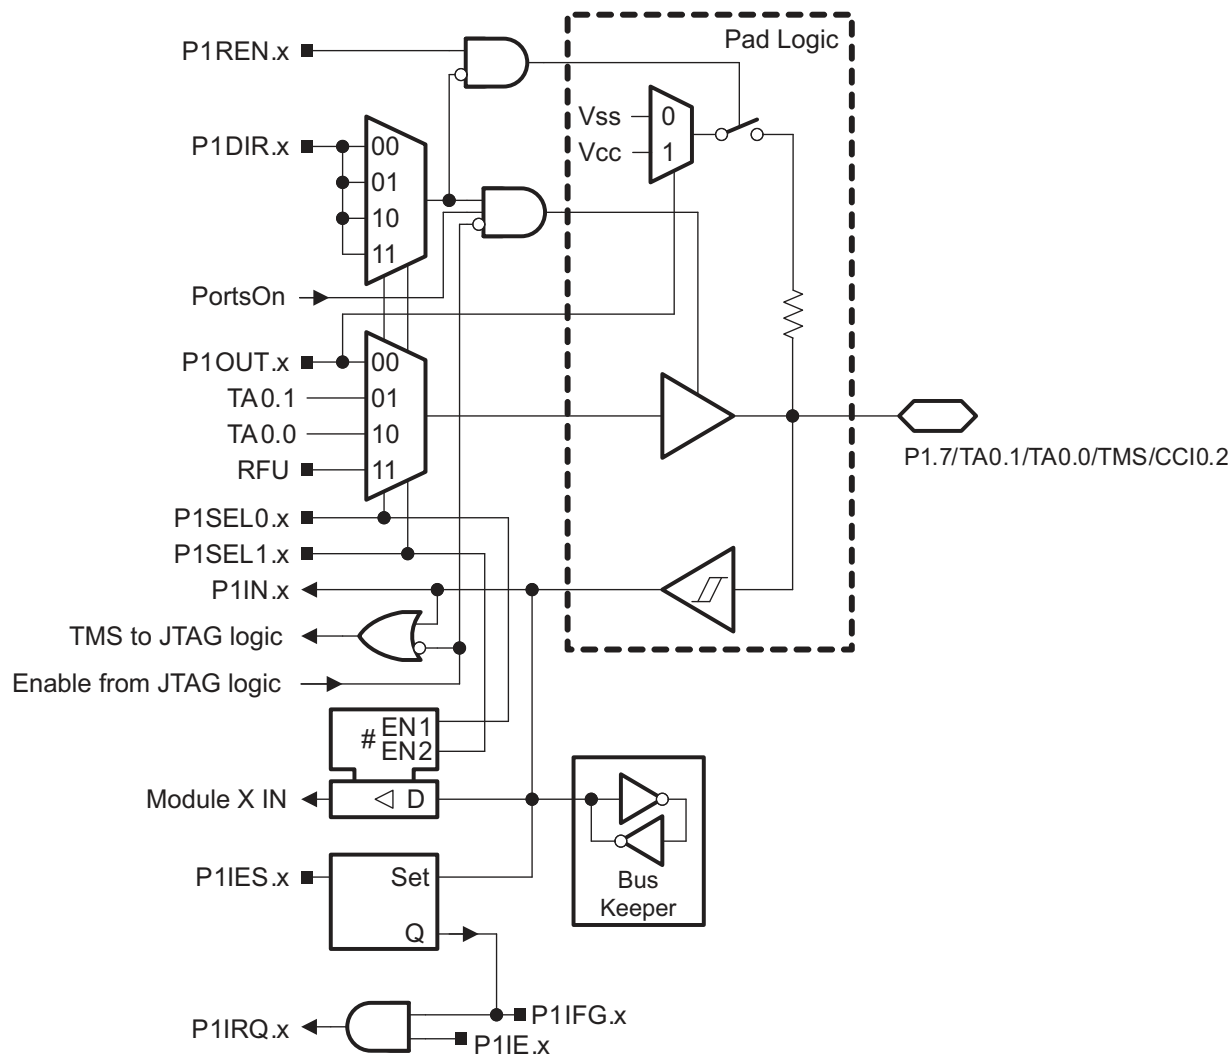 Pad Logic
P1REN.x
Vss 0
Vcc 1
P1DIR.x 00
01
10
11
PortsOn
P1OUT.x 00
TA0.1 01
TA0.0 10
RFU 11
P1.7/TA0.1/TA0.0/TMS/CCI0.2
P1SEL0.x
P1SEL1.x
P1IN.x
TMS to JTAG logic
Enable from JTAG logic
# EN1
EN2
Module X IN D
P1IES.x Set
Q
Bus
Keeper
P1IRQ.x P1IFG.x
P1IE.x